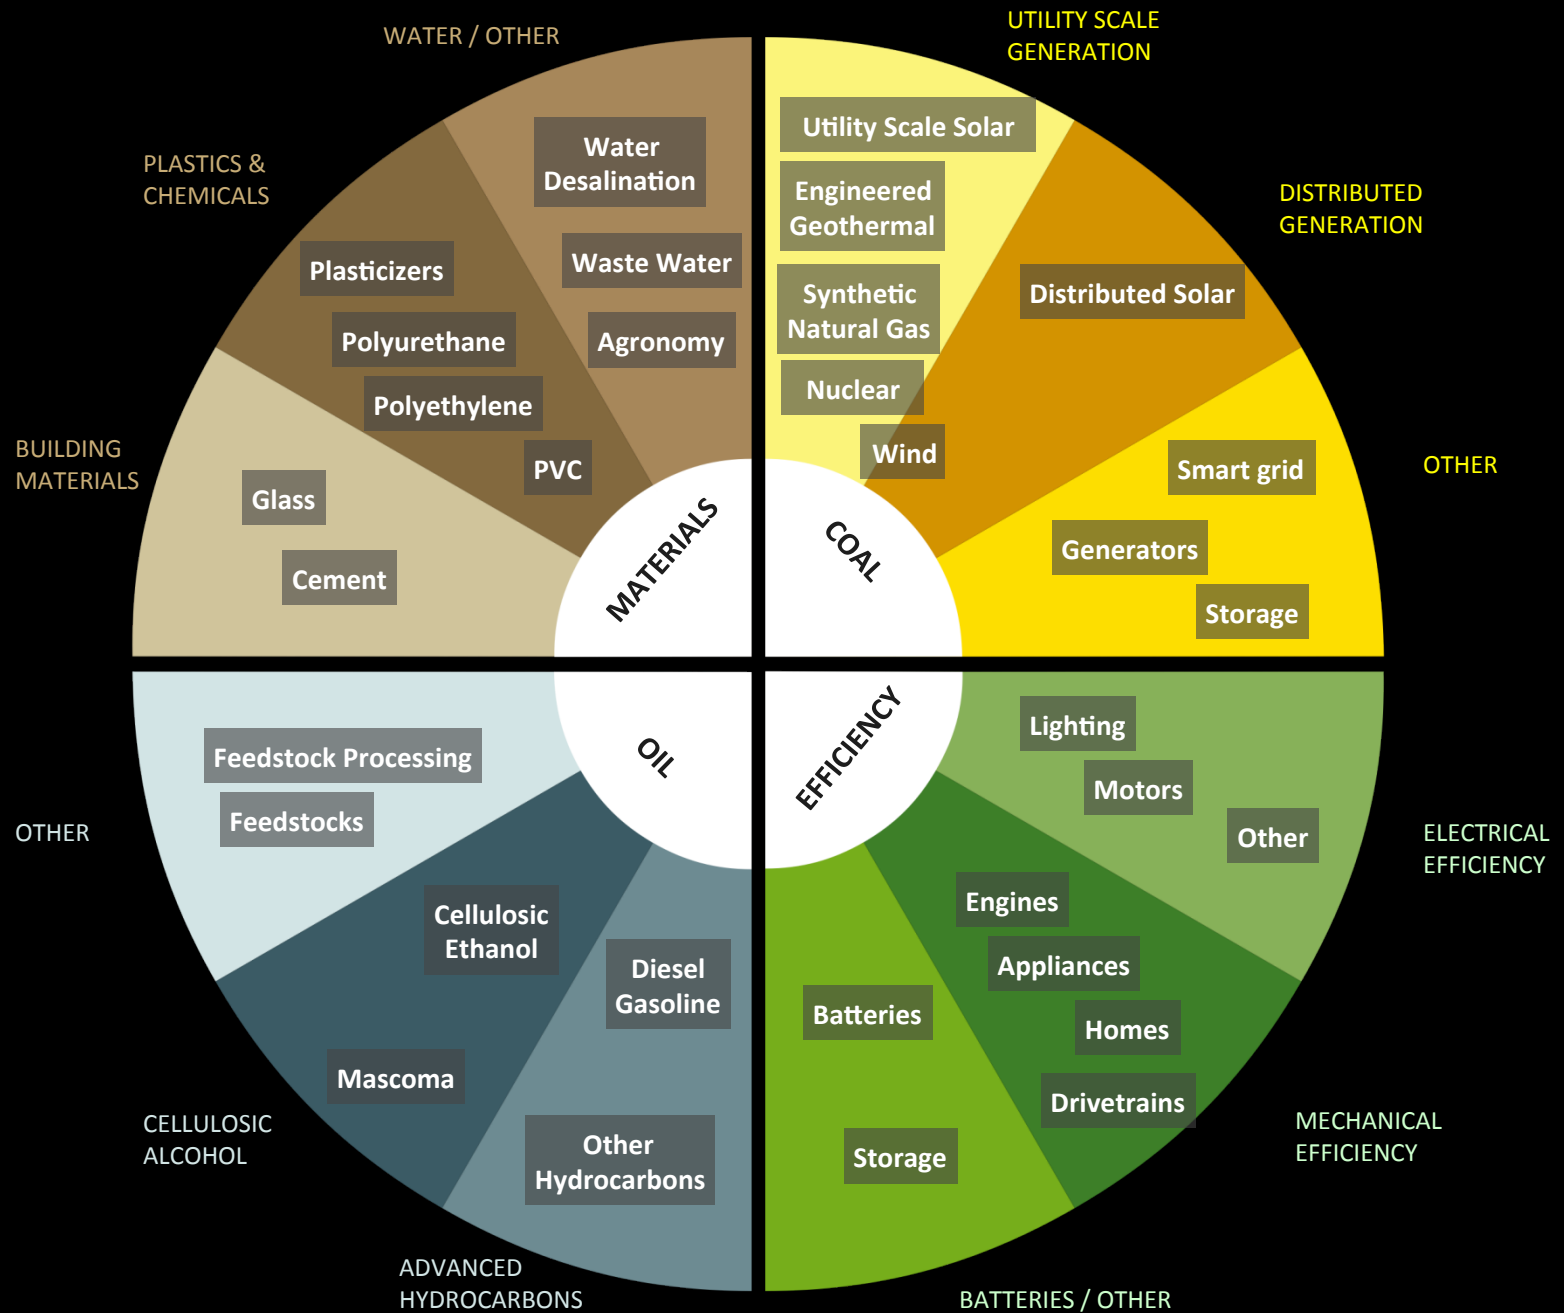 WATER / OTHER
UTILITY SCALE
GENERATION
PLASTICS &
CHEMICALS
DISTRIBUTED
GENERATION
BUILDING
MATERIALS
OTHER
Water
Desalination
Waste Water
Agronomy
Plasticizers
Polyurethane
Polyethylene
PVC
Glass
Cement
MATERIALS
Utility Scale Solar
Engineered
Geothermal
Synthetic
Natural Gas
Nuclear
Wind
Distributed Solar
Smart grid
Generators
Storage
COAL
OIL
Feedstock Processing
Feedstocks
Cellulosic
Ethanol
Mascoma
Diesel
Gasoline
Other
Hydrocarbons
EFFICIENCY
Lighting
Motors
Other
Engines
Appliances
Homes
Drivetrains
Batteries
Storage
OTHER
ELECTRICAL
EFFICIENCY
CELLULOSIC
ALCOHOL
MECHANICAL
EFFICIENCY
ADVANCED
HYDROCARBONS
BATTERIES / OTHER